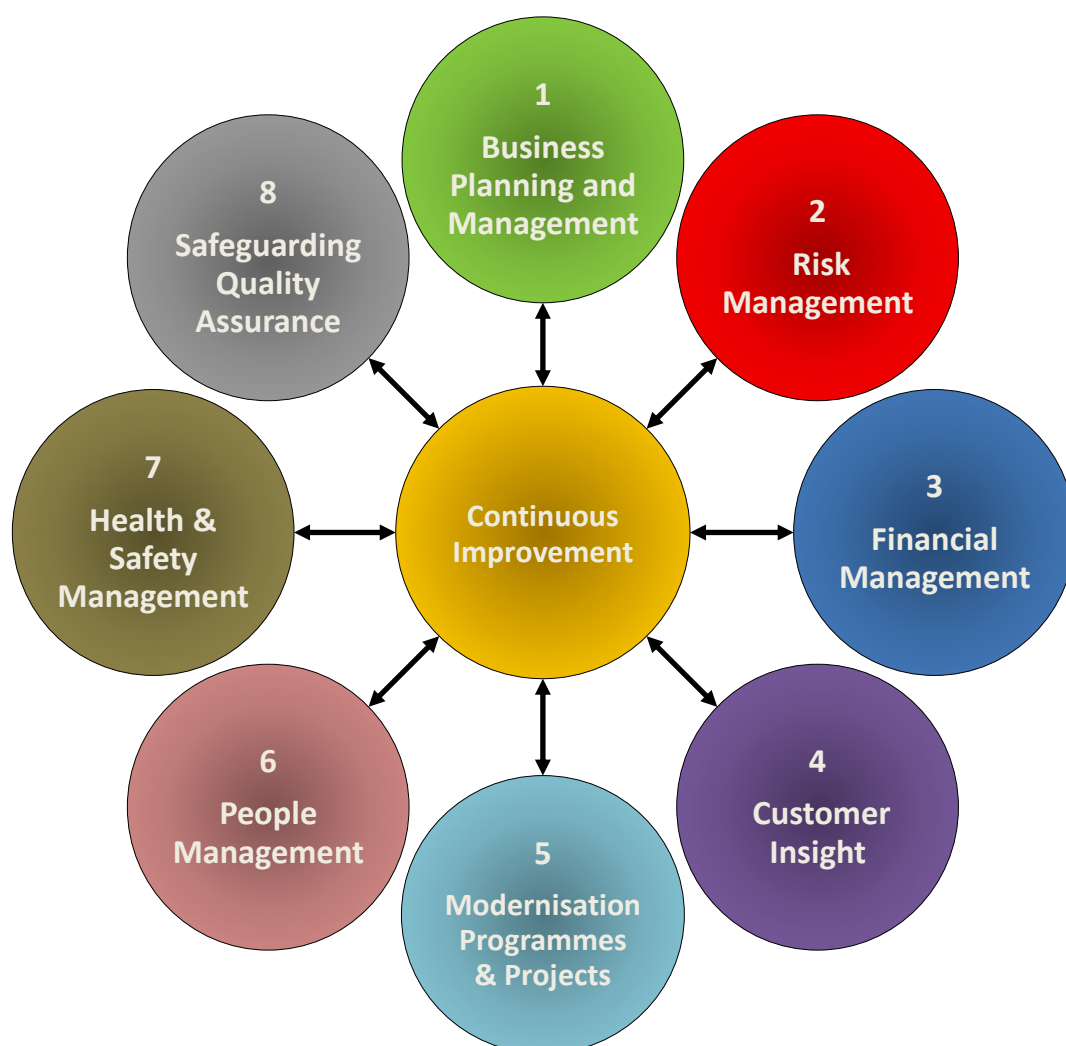 1
Business
Planning and
Management
2
Risk
Management
3
Financial
Management
4
Customer
Insight
5
Modernisation
Programmes
& Projects
6
People
Management
7
Health &
Safety
Management
8
Safeguarding
Quality
Assurance
Continuous
Improvement